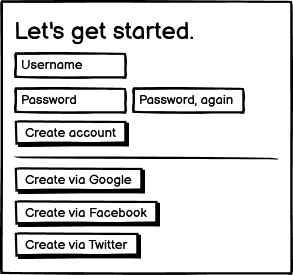 Let's get started.
Username
Password Password, again
Create account
Create via Google
Create via Facebook
Create via Twitter